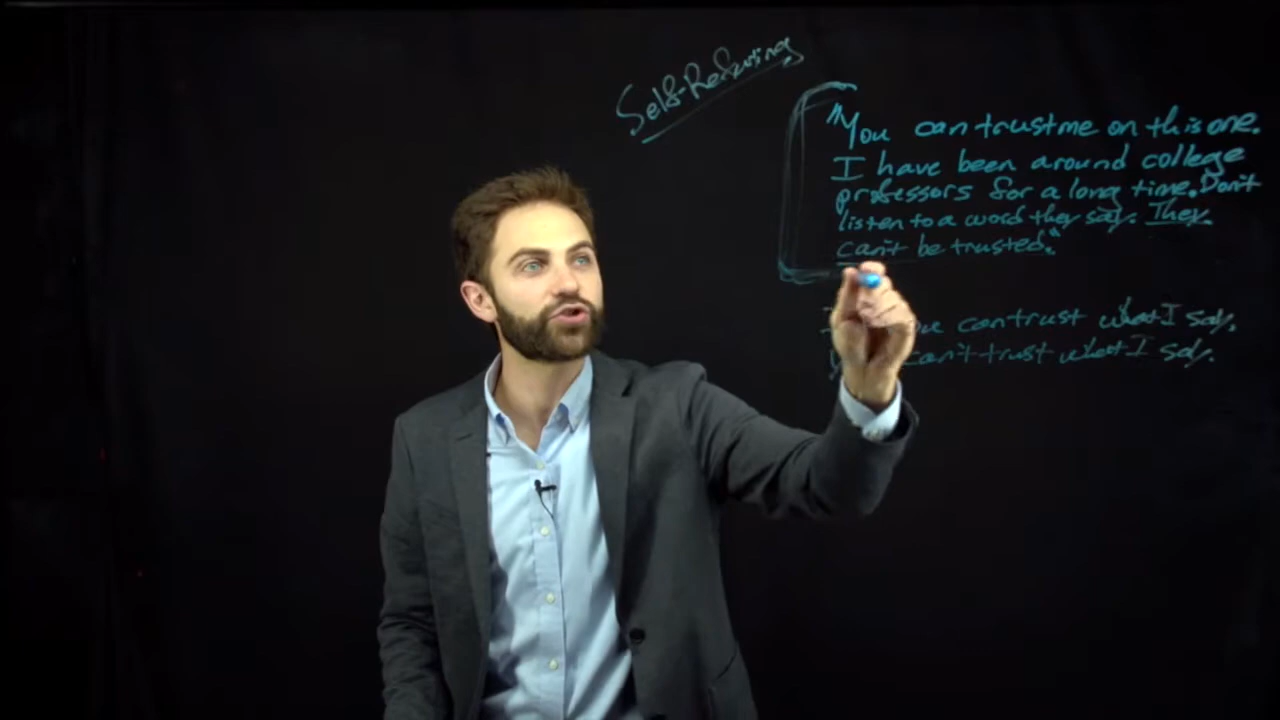 Self-Refuting
"You can trust me on this one.
I have been around college
professors for a long time. Don't
listen to a word they say. They
can't be trusted."
can trust what I say.
can't trust what I say.